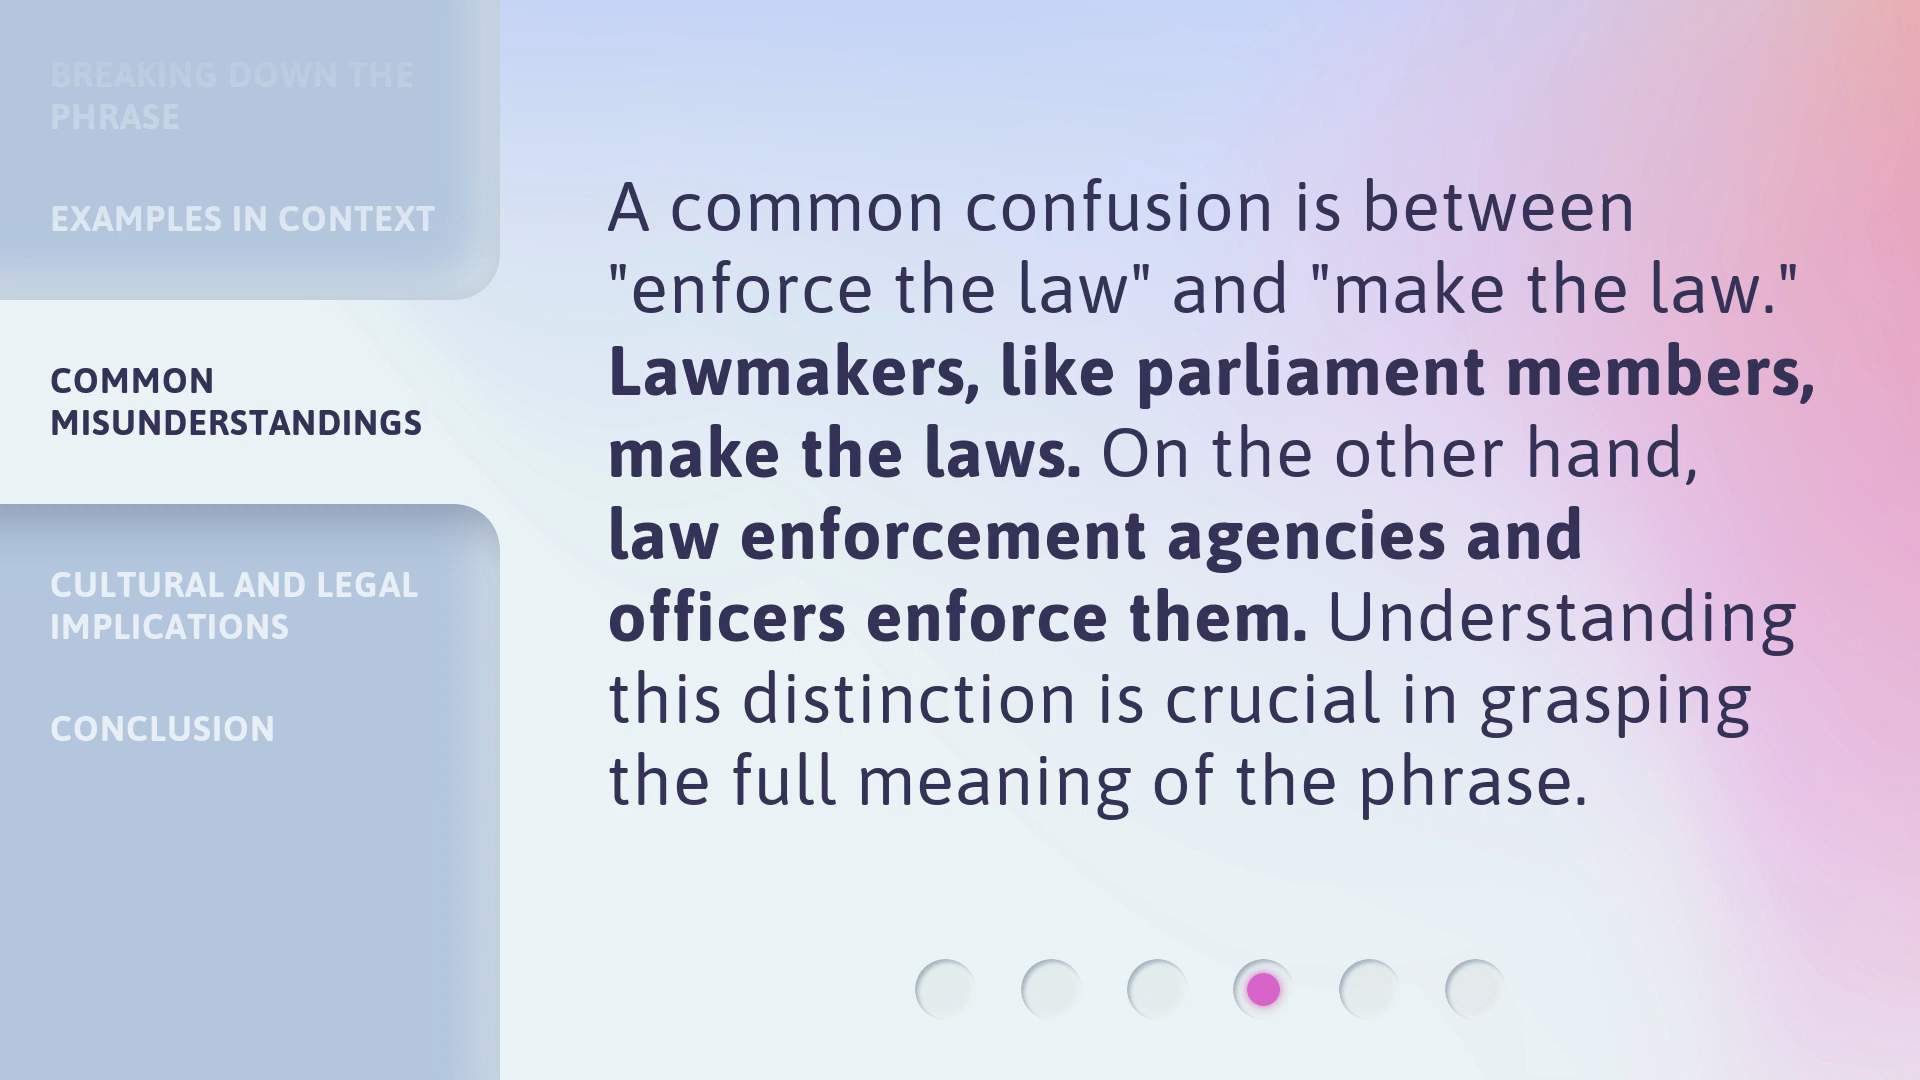 BREAKING DOWN THE
PHRASE
EXAMPLES IN CONTEXT
COMMON
MISUNDERSTANDINGS
CULTURAL AND LEGAL
IMPLICATIONS
CONCLUSION
A common confusion is between
"enforce the law" and "make the law."
Lawmakers, like parliament members,
make the laws. On the other hand,
law enforcement agencies and
officers enforce them. Understanding
this distinction is crucial in grasping
the full meaning of the phrase.